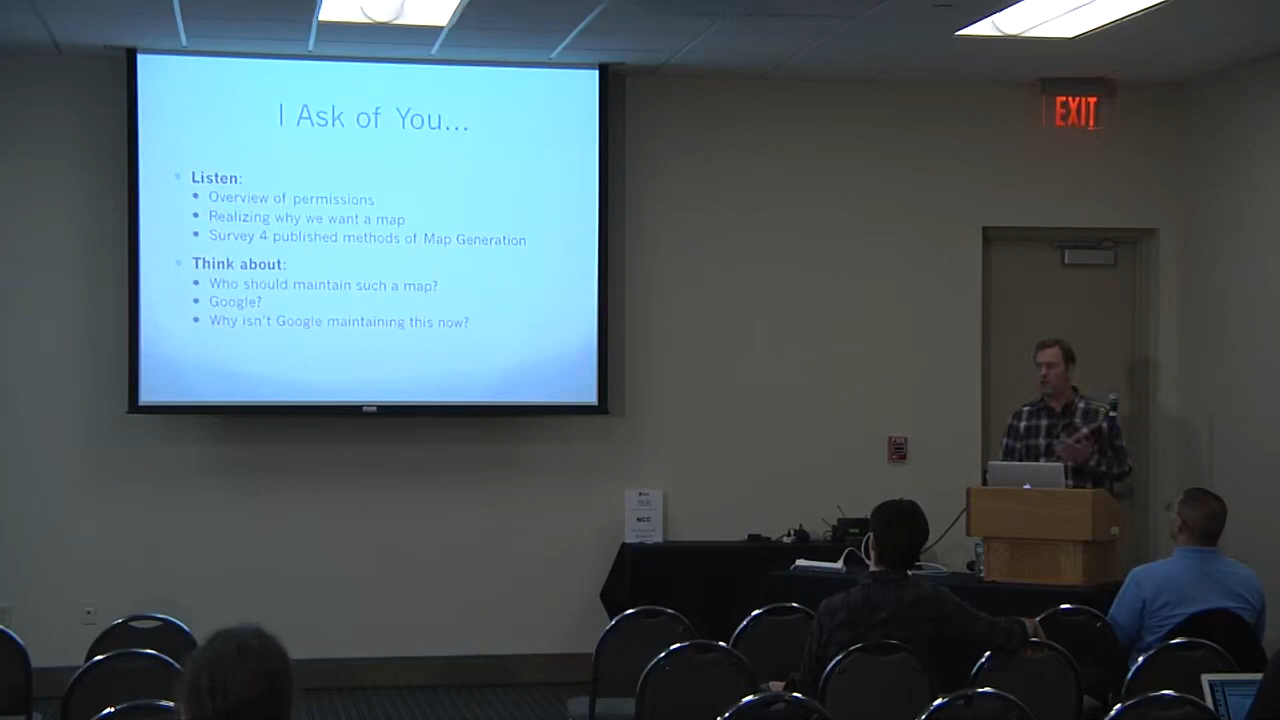 I Ask of You...
Listen:
Overview of permissions
Realizing why we want a map
Survey 4 published methods of Map Generation
Think about:
Who should maintain such a map?
Google?
Why isn't Google maintaining this now?
EXIT
NCC